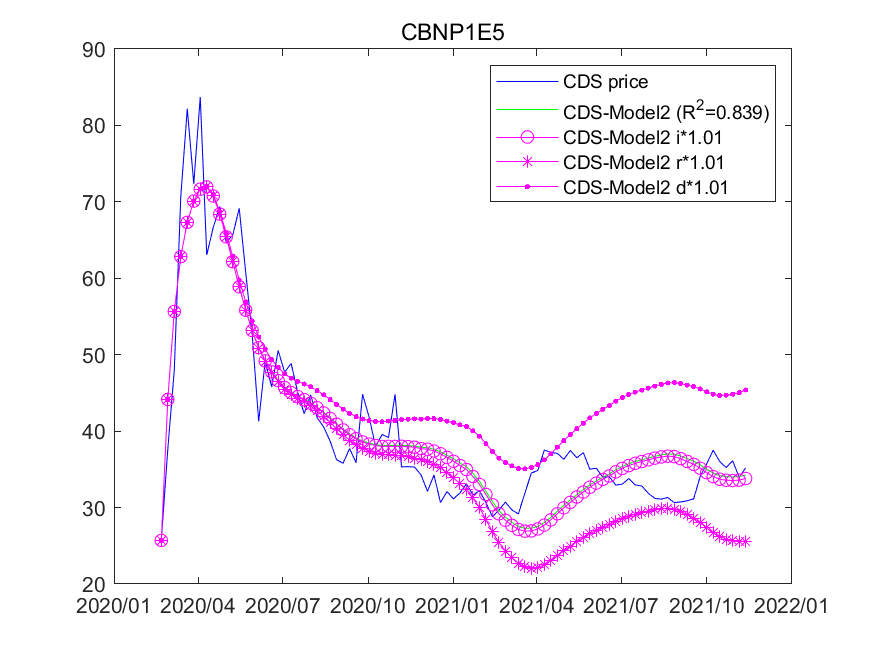 CBNP1E5
90
80
70
60
50
40
30
20
2020/01 2020/04 2020/07 2020/10 2021/01 2021/04 2021/07 2021/10 2022/01
CDS price
CDS-Model2 (R²=0.839)
CDS-Model2 i*1.01
CDS-Model2 r*1.01
CDS-Model2 d*1.01